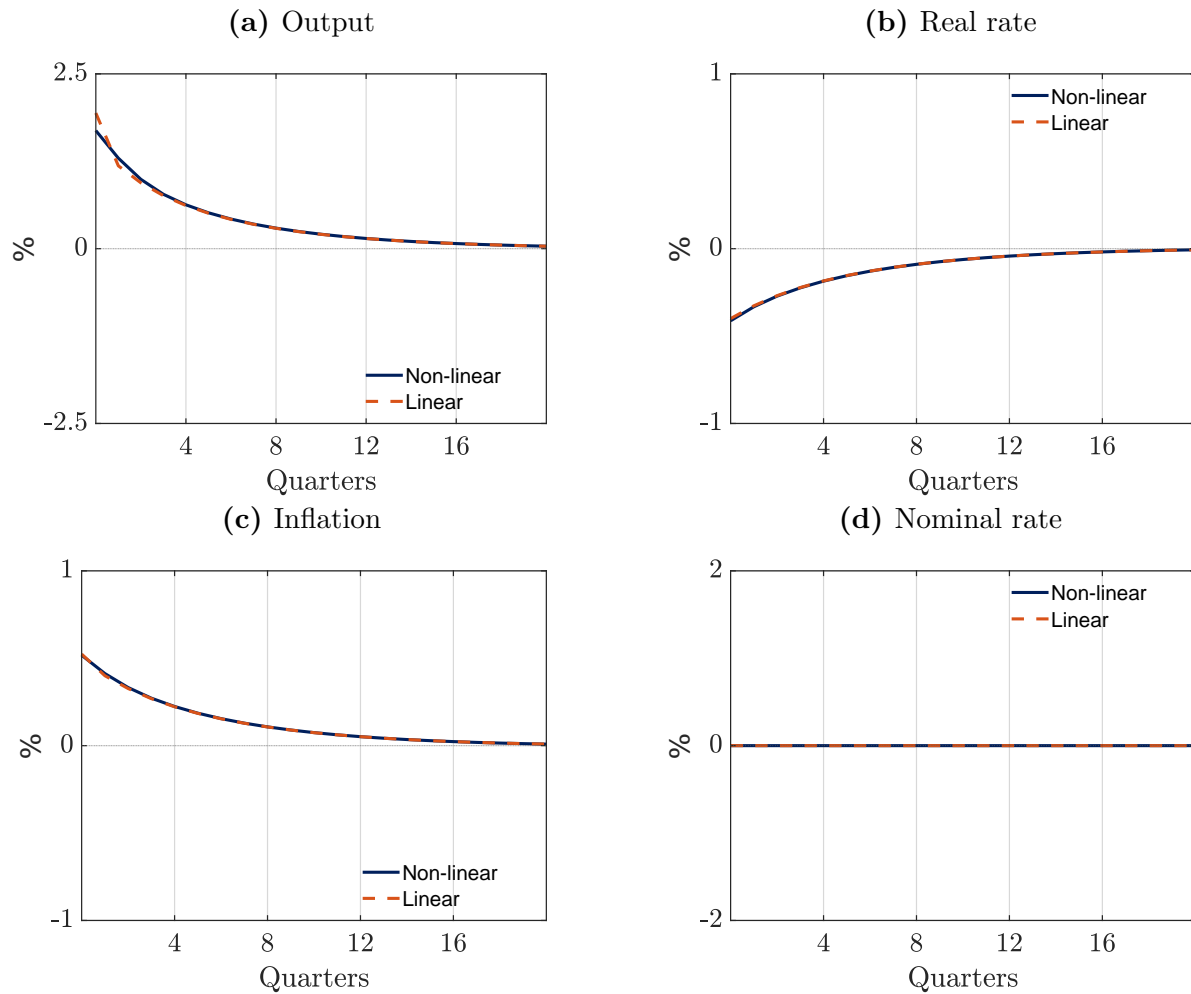 (a) Output
2.5
0
-2.5
%
4 8 12 16
Quarters
Non-linear
Linear
(b) Real rate
1
0
-1
%
4 8 12 16
Quarters
Non-linear
Linear
(c) Inflation
1
0
-1
%
4 8 12 16
Quarters
Non-linear
Linear
(d) Nominal rate
2
0
-2
%
4 8 12 16
Quarters
Non-linear
Linear